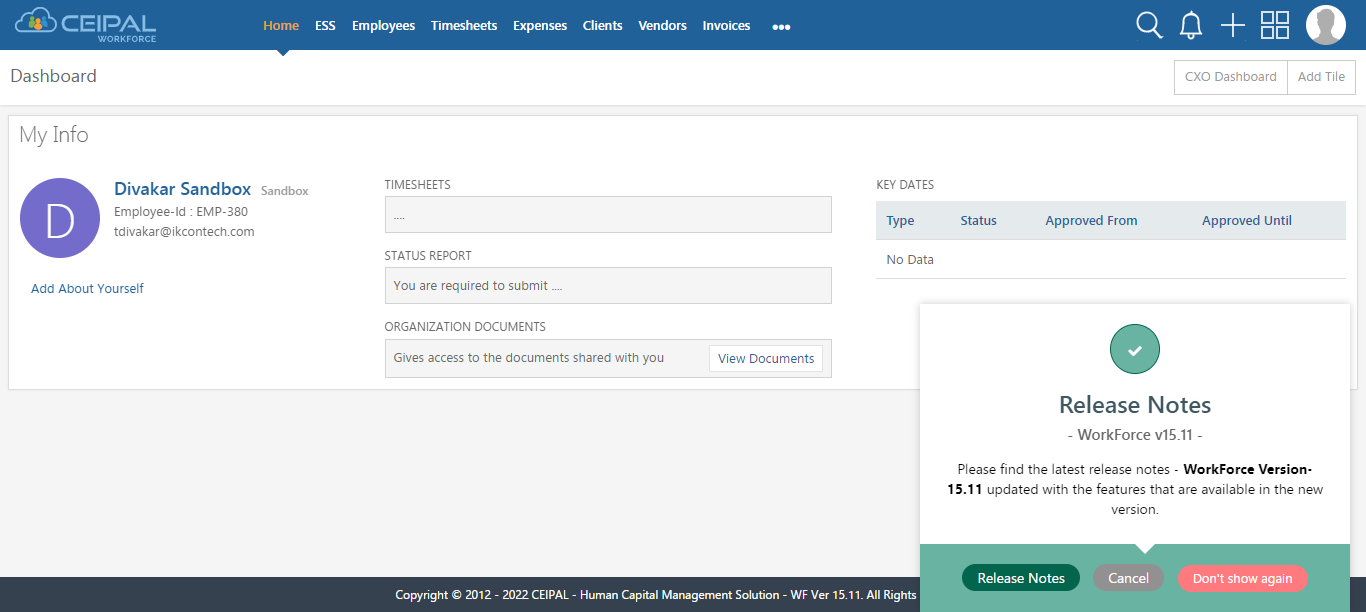 CEIPAL
WORKFORCE
Home ESS Employees Timesheets Expenses Clients Vendors Invoices
Dashboard
CXO Dashboard Add Tile
My Info
D
Divakar Sandbox Sandbox
Employee-Id : EMP-380
tdivakar@ikcontech.com
Add About Yourself
TIMESHEETS
....
STATUS REPORT
You are required to submit ....
ORGANIZATION DOCUMENTS
Gives access to the documents shared with you View Documents
KEY DATES
Type Status Approved From Approved Until
No Data
Release Notes
- WorkForce v15.11 -
Please find the latest release notes - WorkForce Version-
15.11 updated with the features that are available in the new
version.
Release Notes Cancel Don't show again
Copyright © 2012 - 2022 CEIPAL - Human Capital Management Solution - WF Ver 15.11. All Rights